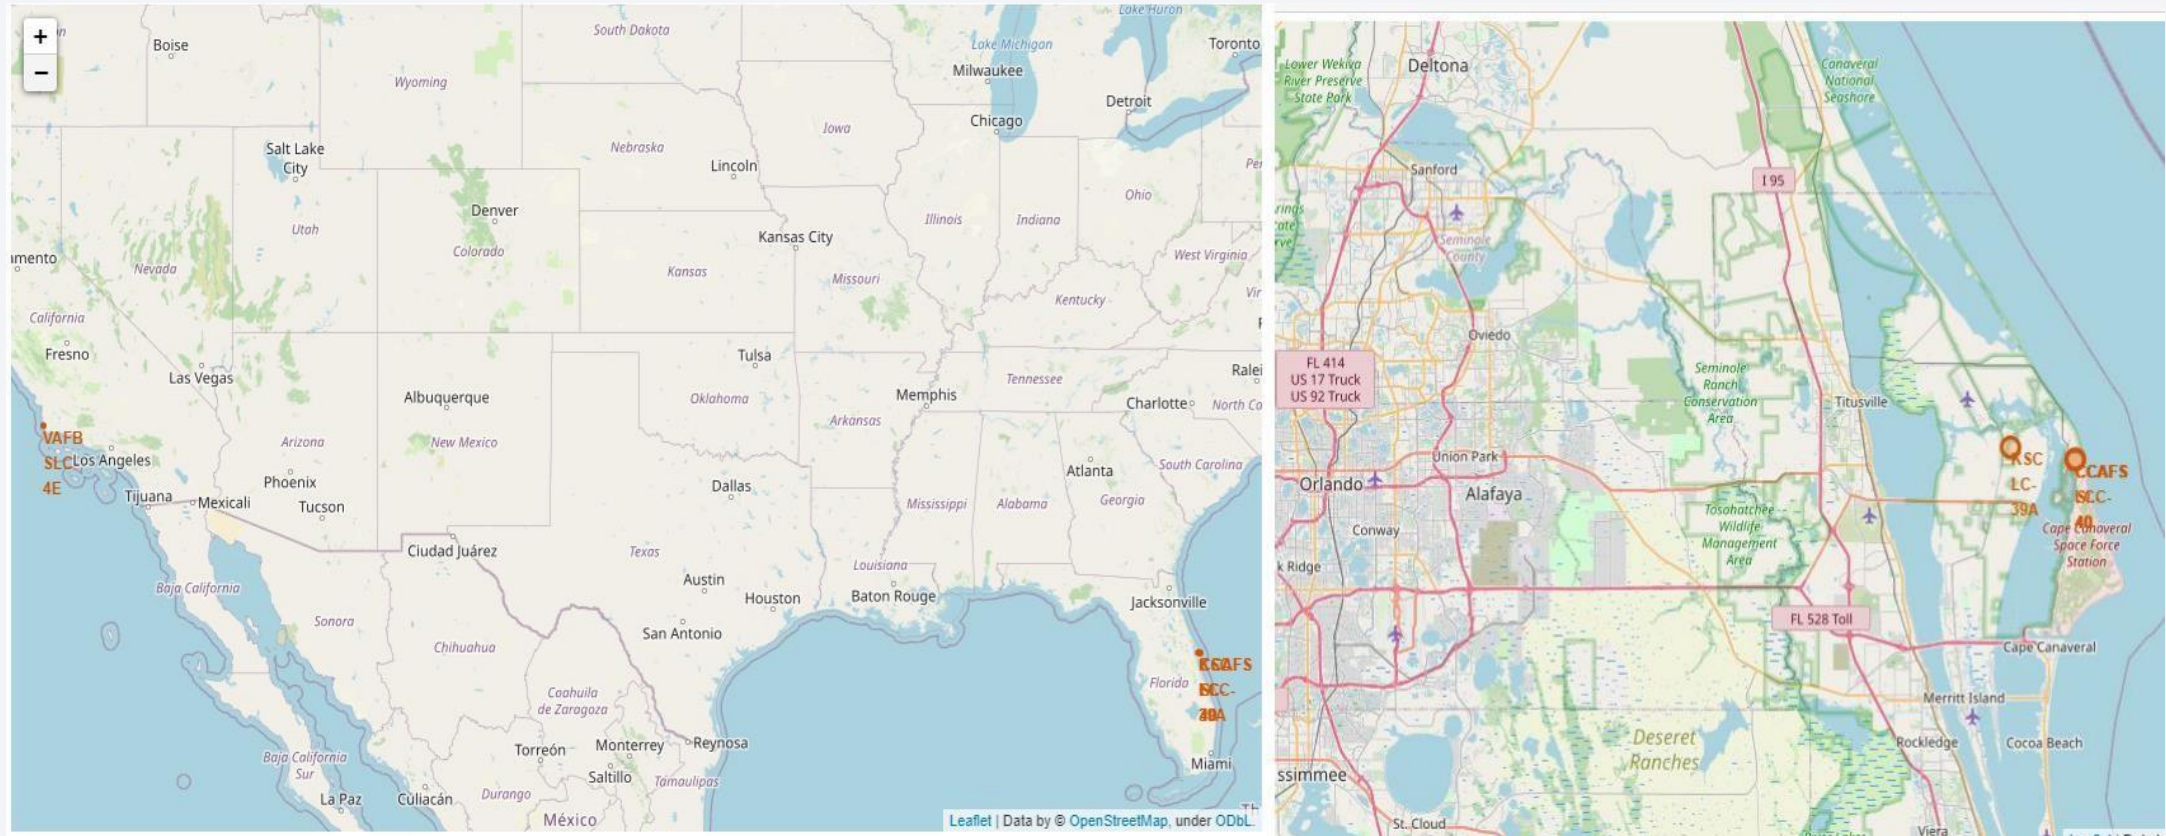 +
−
Boise
South Dakota
Lake Huron
Lake Michigan
Toronto
Wyoming
Milwaukee
Detroit
Chicago
Iowa
Salt Lake
City
Nebraska
Lincoln
Ohio
Denver
Utah
Illinois
Indiana
Kansas City
Colorado
West Virginia
Nevada
Kansas
Missouri
Kentucky
California
Fresno
Las Vegas
Tulsa
Tennessee
Albuquerque
Oklahoma
Memphis
Charlotte
Arkansas
VAFB
SLC-
4E
Los Angeles
Arizona
New Mexico
Phoenix
Atlanta
South Carolina
Dallas
Tijuana
Mexicali
Tucson
Mississippi
Alabama
Georgia
Ciudad Juárez
Texas
Louisiana
Baja California
Austin
Houston
Baton Rouge
Jacksonville
Sonora
San Antonio
Chihuahua
CCAFS
Florida
Coahuila
de Zaragoza
Torreón
Monterrey
Reynosa
Baja California
Sur
Saltillo
Tamaulipas
Miami
La Paz
Culiacán
Durango
México
Leaflet | Data by © OpenStreetMap, under ODbL.
Lower Wekiva
River Preserve
State Park
Deltona
Canaveral
National
Seashore
Sanford
I 95
Seminole
County
Oviedo
FL 414
US 17 Truck
US 92 Truck
Seminole
Ranch
Conservation
Area
Titusville
Union Park
Orlando
Alafaya
KSC
LC-
39A
CCAFS
SLC-
40
Tosohatchee
Wildlife
Management
Area
Conway
Cape Canaveral
Space Force
Station
k Ridge
FL 528 Toll
Cape Canaveral
Merritt Island
Deseret
Ranches
Rockledge
Cocoa Beach
ssimmee
St. Cloud
Viera